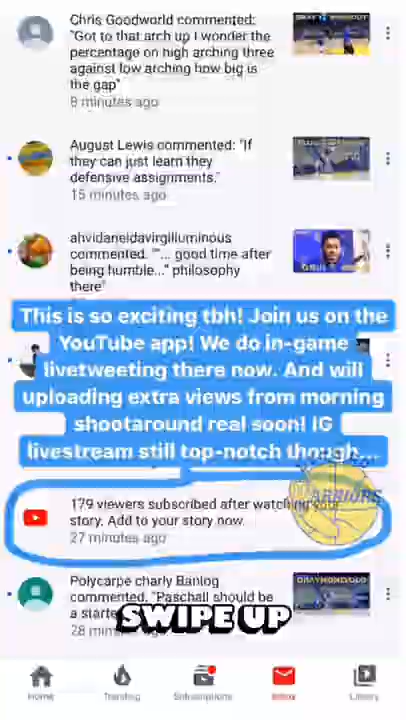 Chris Goodworld commented:
"Got to that arch up I wonder the
percentage on high arching three
against low arching how big is
the gap"
8 minutes ago
August Lewis commented: "If
they can just learn they
defensive assignments."
15 minutes ago
ahvidaneidavirgilluminous
commented. ""... good time after
being humble..." philosophy
there"
This is so exciting tbh! Join us on the
YouTube app! We do in-game
livetweeting there now. And will
uploading extra views from morning
shootaround real soon! IG
livestream still top-notch though...
179 viewers subscribed after watching your
story. Add to your story now
27 minutes ago
WARRIORS
Polycarpe charly Banlog
commented. "Paschall should be
a starte
SWIPE UP
28 min ago
Home
Trending
Subscriptions
Inbox
Library